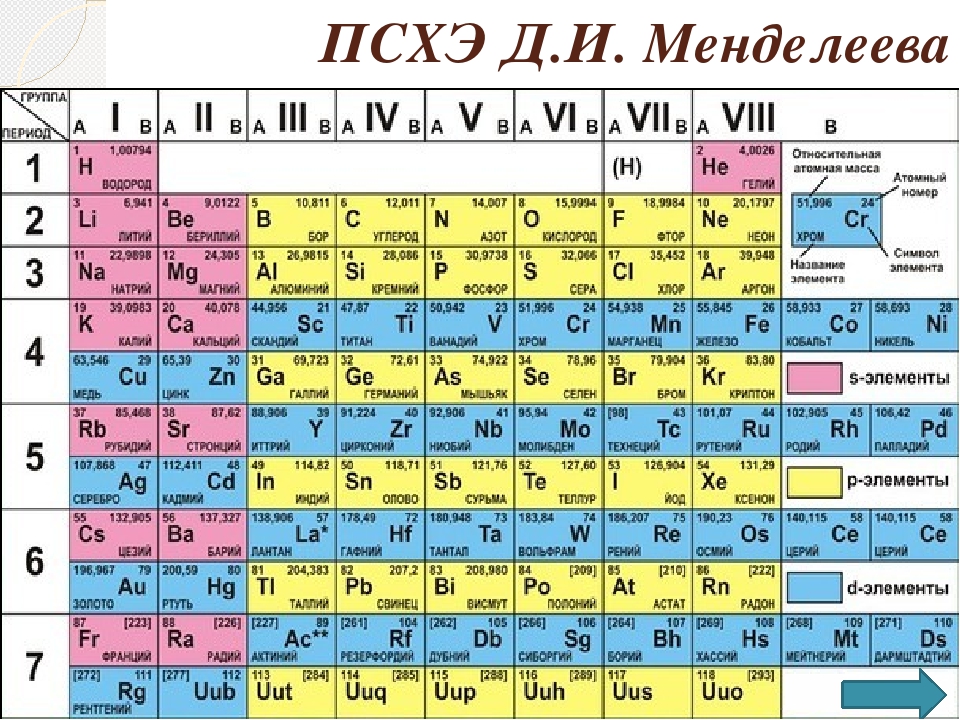 ПСХЭ Д.И. Менделеева
ГРУППА
ПЕРИОД
А I В А II В А III В А IV В А V В А VI В А VII В А VIII В
1
1 1,00794
H
ВОДОРОД
(H)
2 4,0026
He
ГЕЛИЙ
Относительная атомная масса
Атомный номер
51,996 24
Cr
ХРОМ
Название элемента
Символ элемента
2
3 6,941
Li
ЛИТИЙ
4 9,0122
Be
БЕРИЛЛИЙ
5 10,811
B
БОР
6 12,011
C
УГЛЕРОД
7 14,007
N
АЗОТ
8 15,9994
O
КИСЛОРОД
9 18,9984
F
ФТОР
10 20,1797
Ne
НЕОН
3
11 22,9898
Na
НАТРИЙ
12 24,305
Mg
МАГНИЙ
13 26,9815
Al
АЛЮМИНИЙ
14 28,086
Si
КРЕМНИЙ
15 30,9738
P
ФОСФОР
16 32,066
S
СЕРА
17 35,452
Cl
ХЛОР
18 39,948
Ar
АРГОН
4
19 39,0983
K
КАЛИЙ
20 40,078
Ca
КАЛЬЦИЙ
44,956 21
Sc
СКАНДИЙ
47,87 22
Ti
ТИТАН
50,942 23
V
ВАНАДИЙ
51,996 24
Cr
ХРОМ
54,938 25
Mn
МАРГАНЕЦ
55,845 26
Fe
ЖЕЛЕЗО
58,933 27
Co
КОБАЛЬТ
58,693 28
Ni
НИКЕЛЬ
63,546 29
Cu
МЕДЬ
65,39 30
Zn
ЦИНК
31 69,723
Ga
ГАЛЛИЙ
32 72,61
Ge
ГЕРМАНИЙ
33 74,922
As
МЫШЬЯК
34 78,96
Se
СЕЛЕН
35 79,904
Br
БРОМ
36 83,80
Kr
КРИПТОН
s-элементы
5
37 85,468
Rb
РУБИДИЙ
38 87,62
Sr
СТРОНЦИЙ
88,906 39
Y
ИТТРИЙ
91,224 40
Zr
ЦИРКОНИЙ
92,906 41
Nb
НИОБИЙ
95,94 42
Mo
МОЛИБДЕН
[98] 43
Tc
ТЕХНЕЦИЙ
101,07 44
Ru
РУТЕНИЙ
102,905 45
Rh
РОДИЙ
106,42 46
Pd
ПАЛЛАДИЙ
107,868 47
Ag
СЕРЕБРО
112,411 48
Cd
КАДМИЙ
49 114,82
In
ИНДИЙ
50 118,71
Sn
ОЛОВО
51 121,76
Sb
СУРЬМА
52 127,60
Te
ТЕЛЛУР
53 126,904
I
ЙОД
54 131,29
Xe
КСЕНОН
p-элементы
6
55 132,905
Cs
ЦЕЗИЙ
56 137,327
Ba
БАРИЙ
138,906 57
La*
ЛАНТАН
178,49 72
Hf
ГАФНИЙ
180,948 73
Ta
ТАНТАЛ
183,84 74
W
ВОЛЬФРАМ
186,207 75
Re
РЕНИЙ
190,23 76
Os
ОСМИЙ
140,115 58
Ce
ЦЕРИЙ
140,115 58
Ce
ЦЕРИЙ
196,967 79
Au
ЗОЛОТО
200,59 80
Hg
РТУТЬ
81 204,383
Tl
ТАЛЛИЙ
82 207,2
Pb
СВИНЕЦ
83 208,980
Bi
ВИСМУТ
84 [209]
Po
ПОЛОНИЙ
85 [210]
At
АСТАТ
86 [222]
Rn
РАДОН
d-элементы
7
87 [223]
Fr
ФРАНЦИЙ
88 [226]
Ra
РАДИЙ
[227] 89
Ac**
АКТИНИЙ
[261] 104
Rf
РЕЗЕРФОРДИЙ
[262] 105
Db
ДУБНИЙ
[266] 106
Sg
СИБОРГИЙ
[264] 107
Bh
БОРИЙ
[269] 108
Hs
ХАССИЙ
[268] 109
Mt
МЕЙТНЕРИЙ
[271] 110
Ds
ДАРМШТАДТИЙ
[272] 111
Rg
РЕНТГЕНИЙ
[277] 112
Uub
113 [284]
Uut
114 [285]
Uuq
115 [288]
Uup
116 [289]
Uuh
117
Uus
118 [293]
Uuo